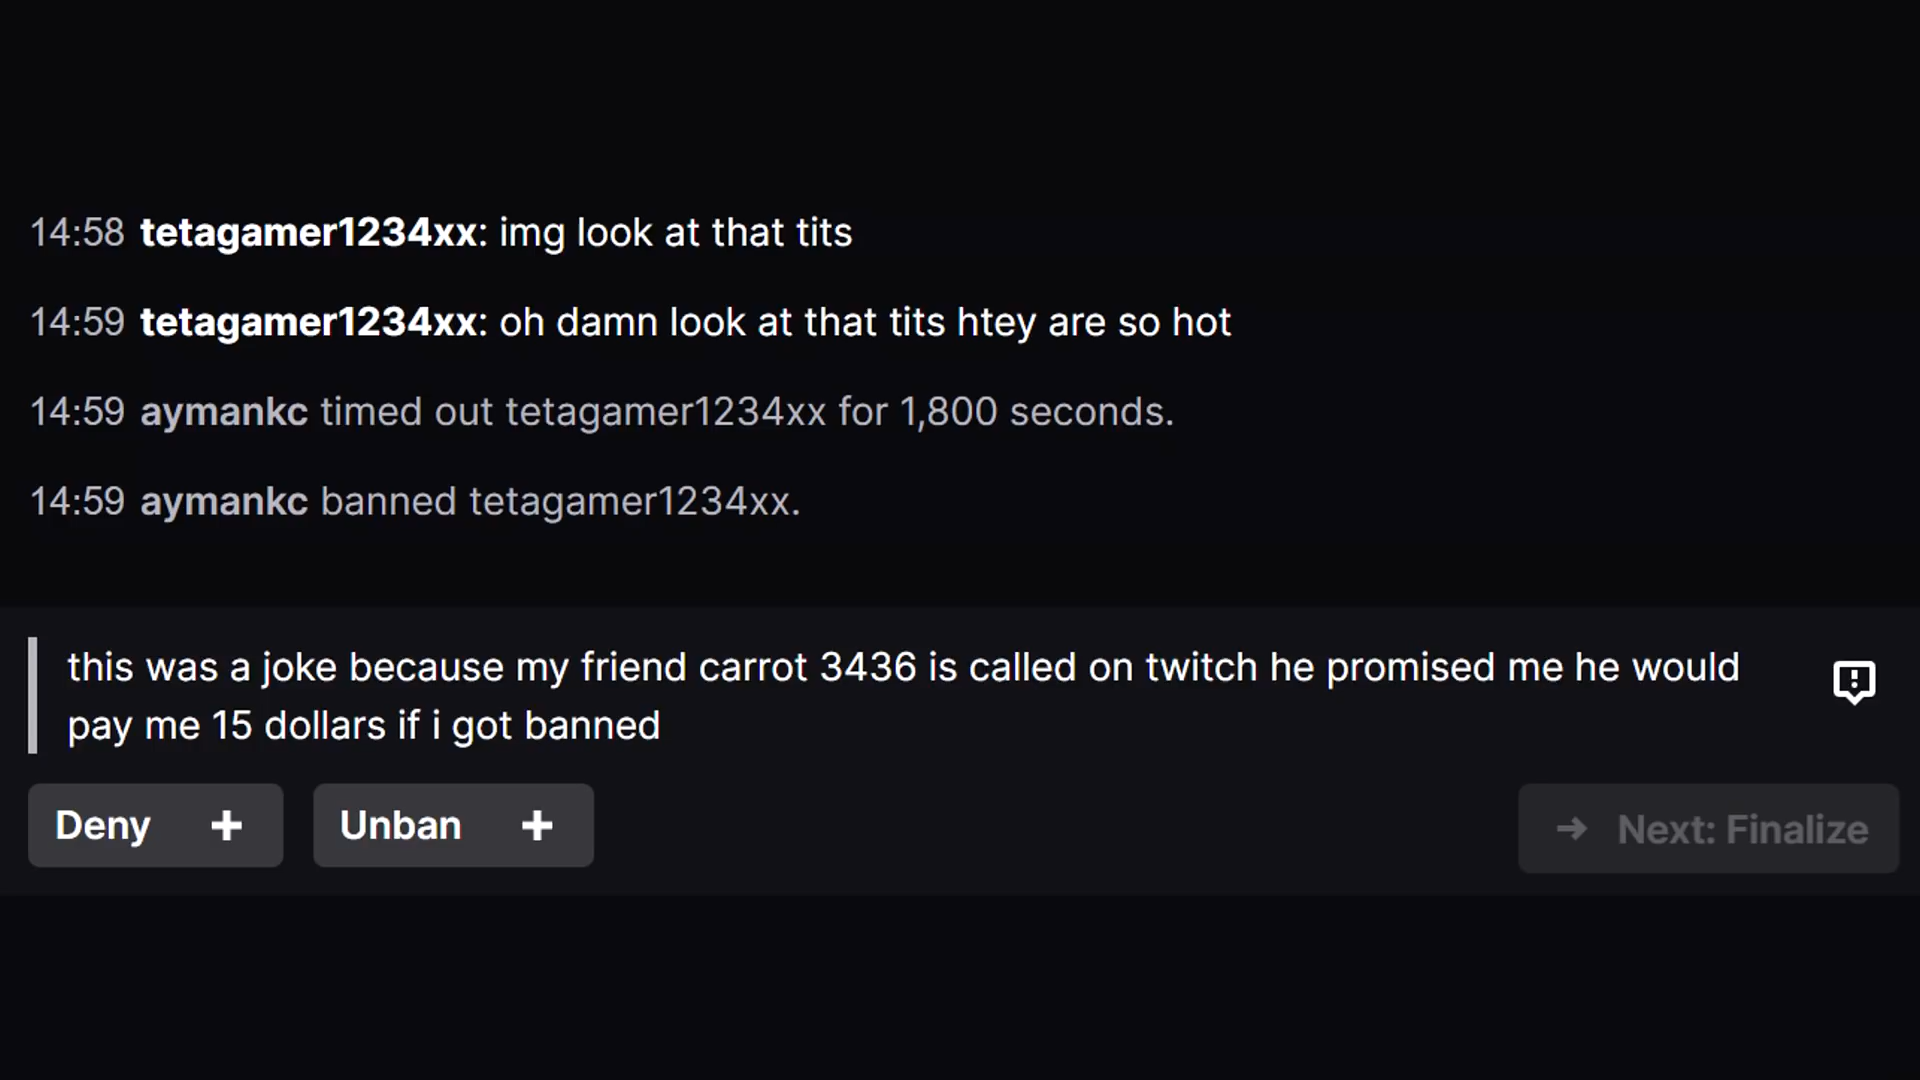 14:58 tetagamer1234xx: img look at that tits
14:59 tetagamer1234xx: oh damn look at that tits htey are so hot
14:59 aymankc timed out tetagamer1234xx for 1,800 seconds.
14:59 aymankc banned tetagamer1234xx.
this was a joke because my friend carrot 3436 is called on twitch he promised me he would
pay me 15 dollars if i got banned
Deny + Unban + → Next: Finalize